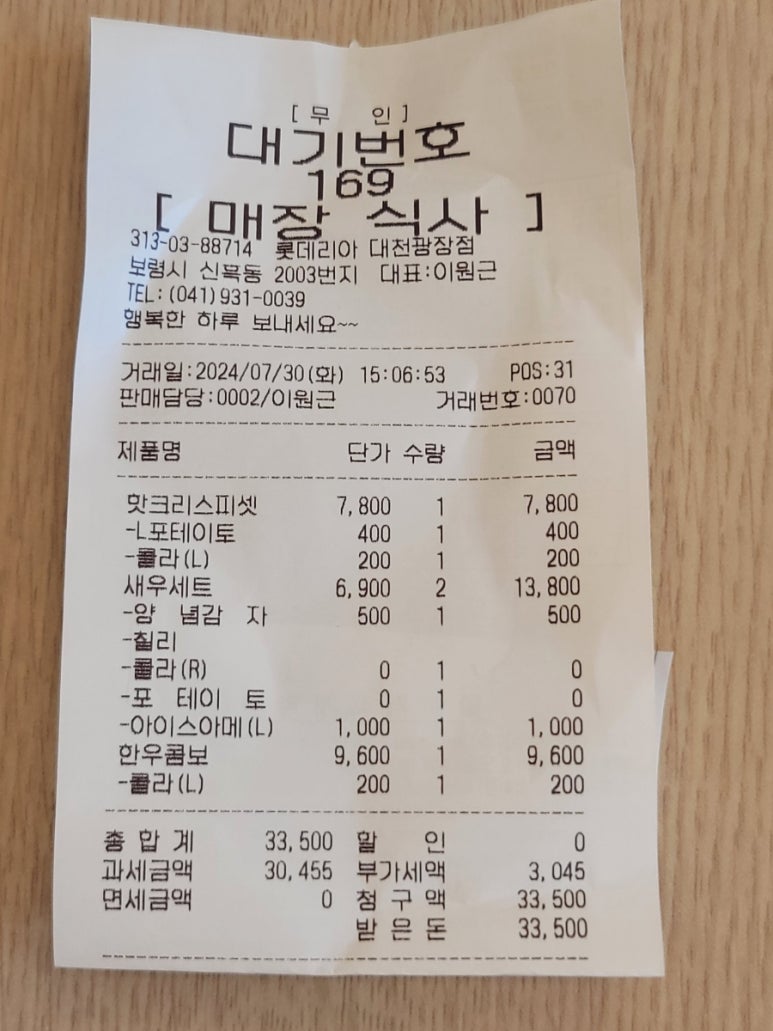 [무 인]
대기번호
169
[ 매장 식사 ]
313-03-88714 롯데리아 대천광장점
보령시 신흑동 2003번지 대표:이원근
TEL:(041)931-0039
행복한 하루 보내세요~~
거래일:2024/07/30(화) 15:06:53 POS:31
판매담당:0002/이원근 거래번호:0070
제품명 단가 수량 금액
핫크리스피셋 7,800 1 7,800
-L포테이토 400 1 400
-콜라(L) 200 1 200
새우세트 6,900 2 13,800
-양 념감 자 500 1 500
-칠리
-콜라(R) 0 1 0
-포 테이 토 0 1 0
-아이스아메(L) 1,000 1 1,000
한우콤보 9,600 1 9,600
-콜라(L) 200 1 200
총 합 계 33,500 할 인 0
과세금액 30,455 부가세액 3,045
면세금액 0 청 구 액 33,500
받 은 돈 33,500